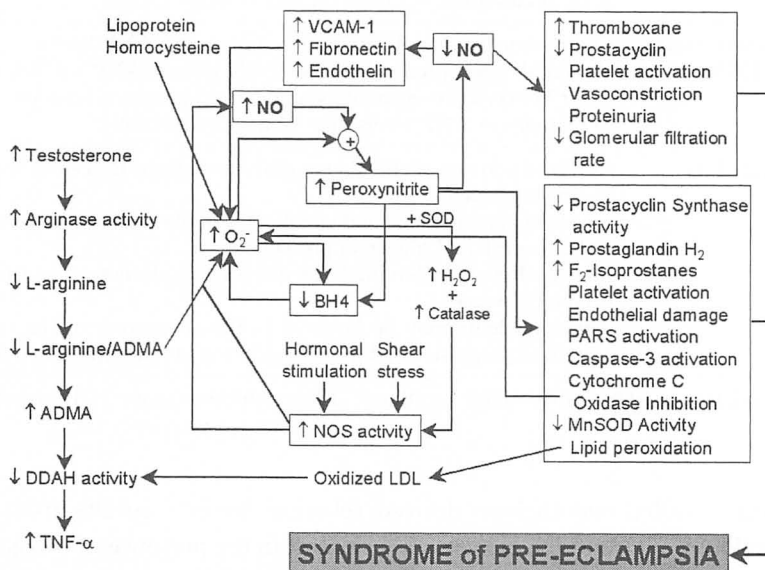 Lipoprotein
Homocysteine
↑ VCAM-1
↑ Fibronectin
↑ Endothelin
↓ NO
↑ Thromboxane
↓ Prostacyclin
Platelet activation
Vasoconstriction
Proteinuria
↓ Glomerular filtration
rate
↑ NO
+
↑ Peroxynitrite
↑ Testosterone
↑ Arginase activity
↓ L-arginine
↓ L-arginine/ADMA
↑ ADMA
↓ DDAH activity
↑ TNF-α
↑ O₂⁻
+ SOD
↓ BH4
↑ H₂O₂
+
↑ Catalase
Hormonal
stimulation
Shear
stress
↑ NOS activity
Oxidized LDL
↓ Prostacyclin Synthase
activity
↑ Prostaglandin H₂
↑ F₂-Isoprostanes
Platelet activation
Endothelial damage
PARS activation
Caspase-3 activation
Cytochrome C
Oxidase Inhibition
↓ MnSOD Activity
Lipid peroxidation
SYNDROME of PRE-ECLAMPSIA